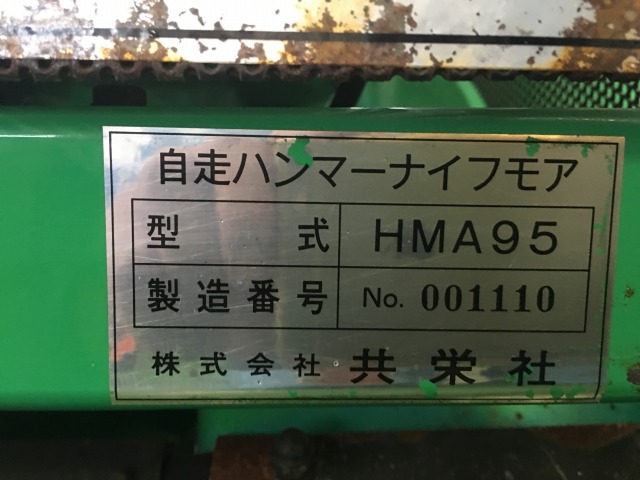 自走ハンマーナイフモア
型 式 HMA95
製造番号 No. 001110
株式会社 共栄社